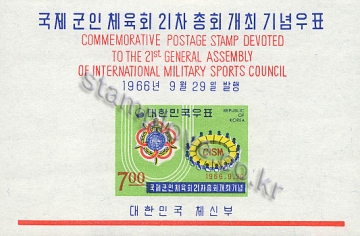 국제 군인 체육회 21차 총회 개최 기념 우표
COMMEMORATIVE POSTAGE STAMP DEVOTED
TO THE 21ST GENERAL ASSEMBLY
OF INTERNATIONAL MILITARY SPORTS COUNCIL
1966년 9월 29일 발행
대한민국우표
REPUBLIC
OF
KOREA
CISM
7.00
국제군인체육회21차총회개최기념
대한민국 체신부